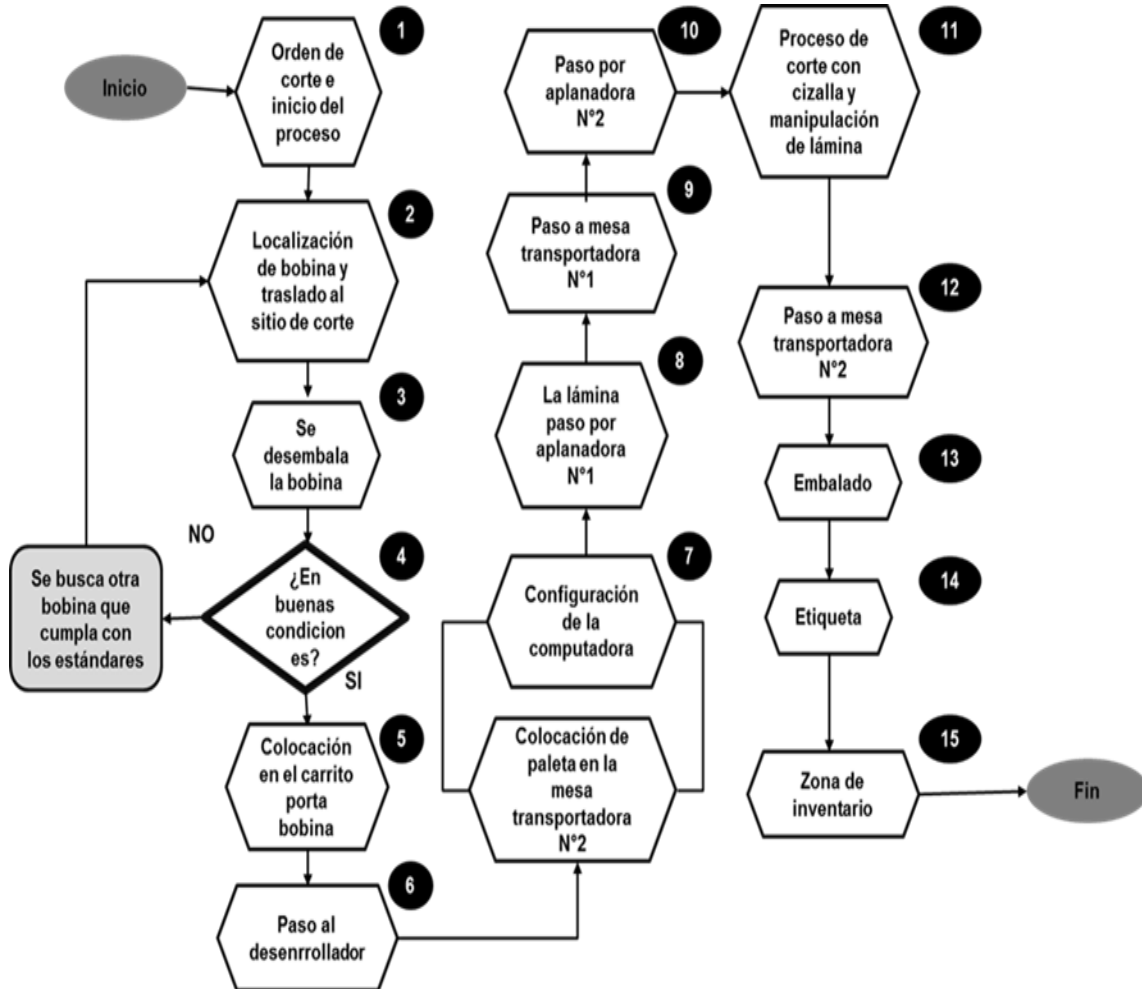 Inicio
1
Orden de
corte e
inicio del
proceso
2
Localización
de bobina y
traslado al
sitio de corte
3
Se
desembala
la bobina
4
¿En
buenas
condicion
es?
NO
SI
Se busca otra
bobina que
cumpla con
los estándares
5
Colocación
en el carrito
porta
bobina
6
Paso al
desenrrollador
7
Configuración
de la
computadora
Colocación de
paleta en la
mesa
transportadora
N°2
8
La lámina
paso por
aplanadora
N°1
9
Paso a mesa
transportadora
N°1
10
Paso por
aplanadora
N°2
11
Proceso de
corte con
cizalla y
manipulación
de lámina
12
Paso a mesa
transportadora
N°2
13
Embalado
14
Etiqueta
15
Zona de
inventario
Fin